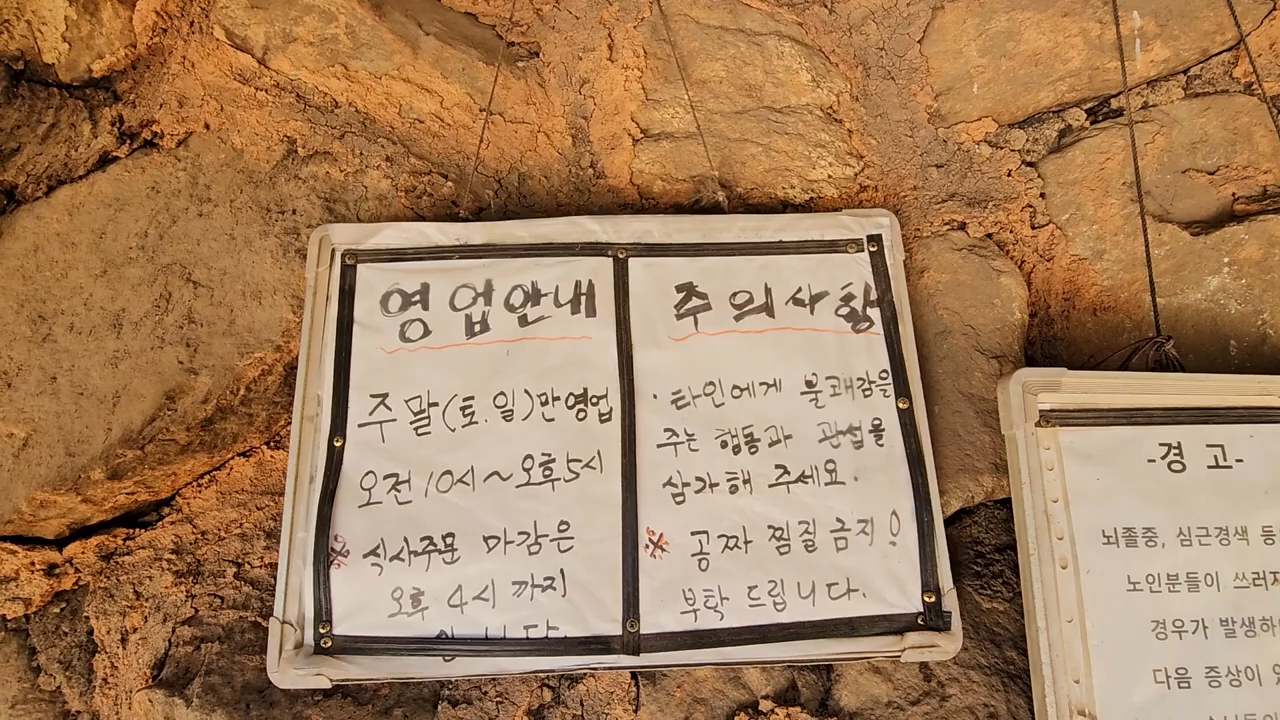 영업안내
주말(토.일)만영업
오전 10시~오후5시
※ 식사주문 마감은
오후 4시 까지
입니다.
주의사항
· 타인에게 불쾌감을
주는 행동과 관섭을
삼가해 주세요.
※ 공짜 찜질 금지!
부탁 드립니다.
-경 고-
뇌졸중, 심근경색 등
노인분들이 쓰러지
경우가 발생하
다음 증상이 있